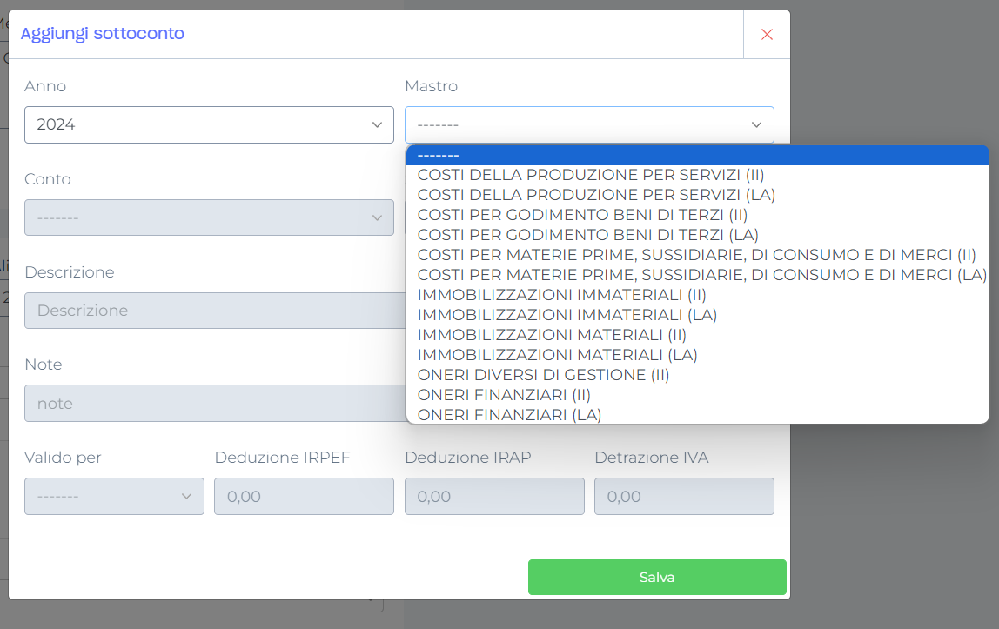 Aggiungi sottoconto
Anno
Mastro
2024
-------
-------
COSTI DELLA PRODUZIONE PER SERVIZI (II)
COSTI DELLA PRODUZIONE PER SERVIZI (LA)
COSTI PER GODIMENTO BENI DI TERZI (II)
COSTI PER GODIMENTO BENI DI TERZI (LA)
COSTI PER MATERIE PRIME, SUSSIDIARIE, DI CONSUMO E DI MERCI (II)
COSTI PER MATERIE PRIME, SUSSIDIARIE, DI CONSUMO E DI MERCI (LA)
IMMOBILIZZAZIONI IMMATERIALI (II)
IMMOBILIZZAZIONI IMMATERIALI (LA)
IMMOBILIZZAZIONI MATERIALI (II)
IMMOBILIZZAZIONI MATERIALI (LA)
ONERI DIVERSI DI GESTIONE (II)
ONERI FINANZIARI (II)
ONERI FINANZIARI (LA)
Conto
-------
Descrizione
Descrizione
Note
note
Valido per
Deduzione IRPEF
Deduzione IRAP
Detrazione IVA
-------
0,00
0,00
0,00
Salva